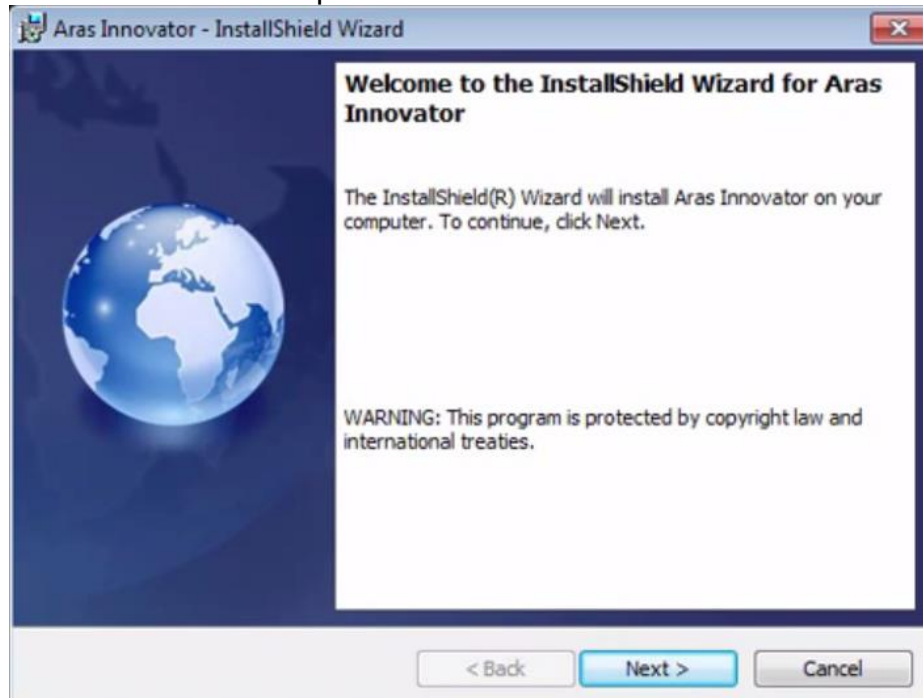 Aras Innovator - InstallShield Wizard
Welcome to the InstallShield Wizard for Aras
Innovator
The InstallShield(R) Wizard will install Aras Innovator on your
computer. To continue, click Next.
WARNING: This program is protected by copyright law and
international treaties.
< Back
Next >
Cancel